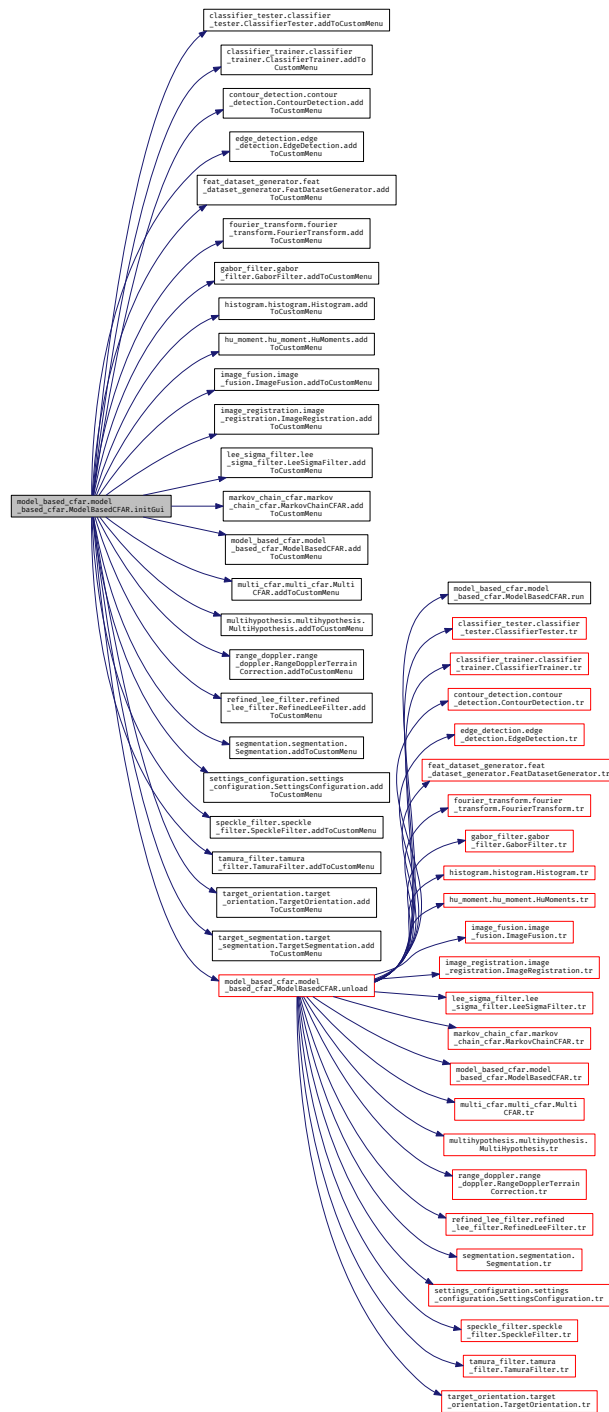 classifier_tester.classifier
_tester.ClassifierTester.addToCustomMenu
classifier_trainer.classifier
_trainer.ClassifierTrainer.addTo
CustomMenu
contour_detection.contour
_detection.ContourDetection.add
ToCustomMenu
edge_detection.edge
_detection.EdgeDetection.add
ToCustomMenu
feat_dataset_generator.feat
_dataset_generator.FeatDatasetGenerator.add
ToCustomMenu
fourier_transform.fourier
_transform.FourierTransform.add
ToCustomMenu
gabor_filter.gabor
_filter.GaborFilter.addToCustomMenu
histogram.histogram.Histogram.add
ToCustomMenu
hu_moment.hu_moment.HuMoments.add
ToCustomMenu
image_fusion.image
_fusion.ImageFusion.addToCustomMenu
image_registration.image
_registration.ImageRegistration.add
ToCustomMenu
lee_sigma_filter.lee
_sigma_filter.LeeSigmaFilter.add
ToCustomMenu
model_based_cfar.model
_based_cfar.ModelBasedCFAR.initGui
markov_chain_cfar.markov
_chain_cfar.MarkovChainCFAR.add
ToCustomMenu
model_based_cfar.model
_based_cfar.ModelBasedCFAR.add
ToCustomMenu
multi_cfar.multi_cfar.Multi
CFAR.addToCustomMenu
multihypothesis.multihypothesis.
MultiHypothesis.addToCustomMenu
range_doppler.range
_doppler.RangeDopplerTerrain
Correction.addToCustomMenu
refined_lee_filter.refined
_lee_filter.RefinedLeeFilter.add
ToCustomMenu
segmentation.segmentation.
Segmentation.addToCustomMenu
settings_configuration.settings
_configuration.SettingsConfiguration.add
ToCustomMenu
speckle_filter.speckle
_filter.SpeckleFilter.addToCustomMenu
tamura_filter.tamura
_filter.TamuraFilter.addToCustomMenu
target_orientation.target
_orientation.TargetOrientation.add
ToCustomMenu
target_segmentation.target
_segmentation.TargetSegmentation.add
ToCustomMenu
model_based_cfar.model
_based_cfar.ModelBasedCFAR.unload
model_based_cfar.model
_based_cfar.ModelBasedCFAR.run
classifier_tester.classifier
_tester.ClassifierTester.tr
classifier_trainer.classifier
_trainer.ClassifierTrainer.tr
contour_detection.contour
_detection.ContourDetection.tr
edge_detection.edge
_detection.EdgeDetection.tr
feat_dataset_generator.feat
_dataset_generator.FeatDatasetGenerator.tr
fourier_transform.fourier
_transform.FourierTransform.tr
gabor_filter.gabor
_filter.GaborFilter.tr
histogram.histogram.Histogram.tr
hu_moment.hu_moment.HuMoments.tr
image_fusion.image
_fusion.ImageFusion.tr
image_registration.image
_registration.ImageRegistration.tr
lee_sigma_filter.lee
_sigma_filter.LeeSigmaFilter.tr
markov_chain_cfar.markov
_chain_cfar.MarkovChainCFAR.tr
model_based_cfar.model
_based_cfar.ModelBasedCFAR.tr
multi_cfar.multi_cfar.Multi
CFAR.tr
multihypothesis.multihypothesis.
MultiHypothesis.tr
range_doppler.range
_doppler.RangeDopplerTerrain
Correction.tr
refined_lee_filter.refined
_lee_filter.RefinedLeeFilter.tr
segmentation.segmentation.
Segmentation.tr
settings_configuration.settings
_configuration.SettingsConfiguration.tr
speckle_filter.speckle
_filter.SpeckleFilter.tr
tamura_filter.tamura
_filter.TamuraFilter.tr
target_orientation.target
_orientation.TargetOrientation.tr